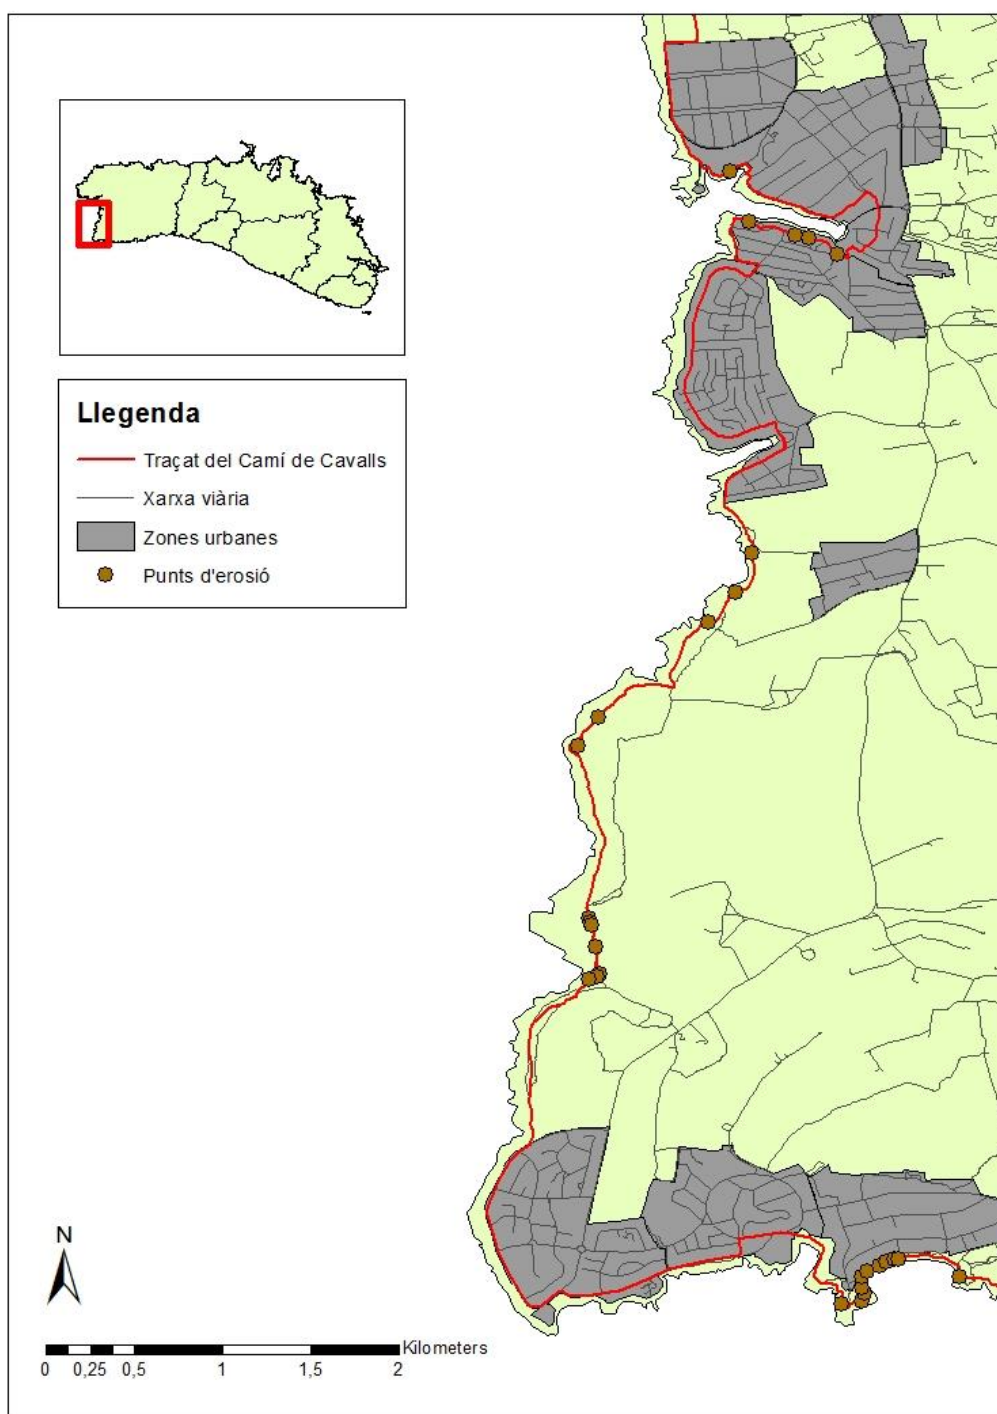 Llegenda
Traçat del Camí de Cavalls
Xarxa viària
Zones urbanes
Punts d'erosió
N
Kilometers
0 0,25 0,5 1 1,5 2